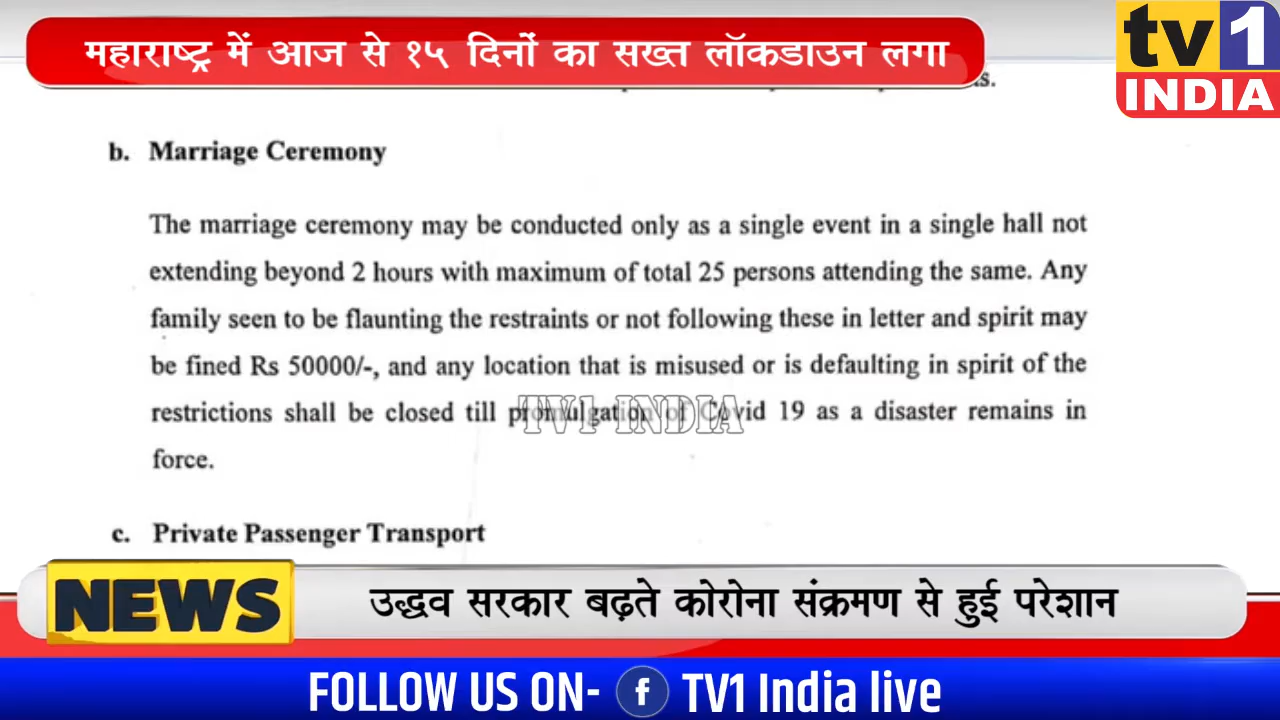 महाराष्ट्र में आज से १५ दिनों का सख्त लॉकडाउन लगा
tv1
INDIA
b. Marriage Ceremony
The marriage ceremony may be conducted only as a single event in a single hall not
extending beyond 2 hours with maximum of total 25 persons attending the same. Any
family seen to be flaunting the restraints or not following these in letter and spirit may
be fined Rs 50000/-, and any location that is misused or is defaulting in spirit of the
restrictions shall be closed till promulgation of Covid 19 as a disaster remains in
TV1 INDIA
force.
c. Private Passenger Transport
NEWS
उद्धव सरकार बढ़ते कोरोना संक्रमण से हुई परेशान
FOLLOW US ON- f TV1 India live